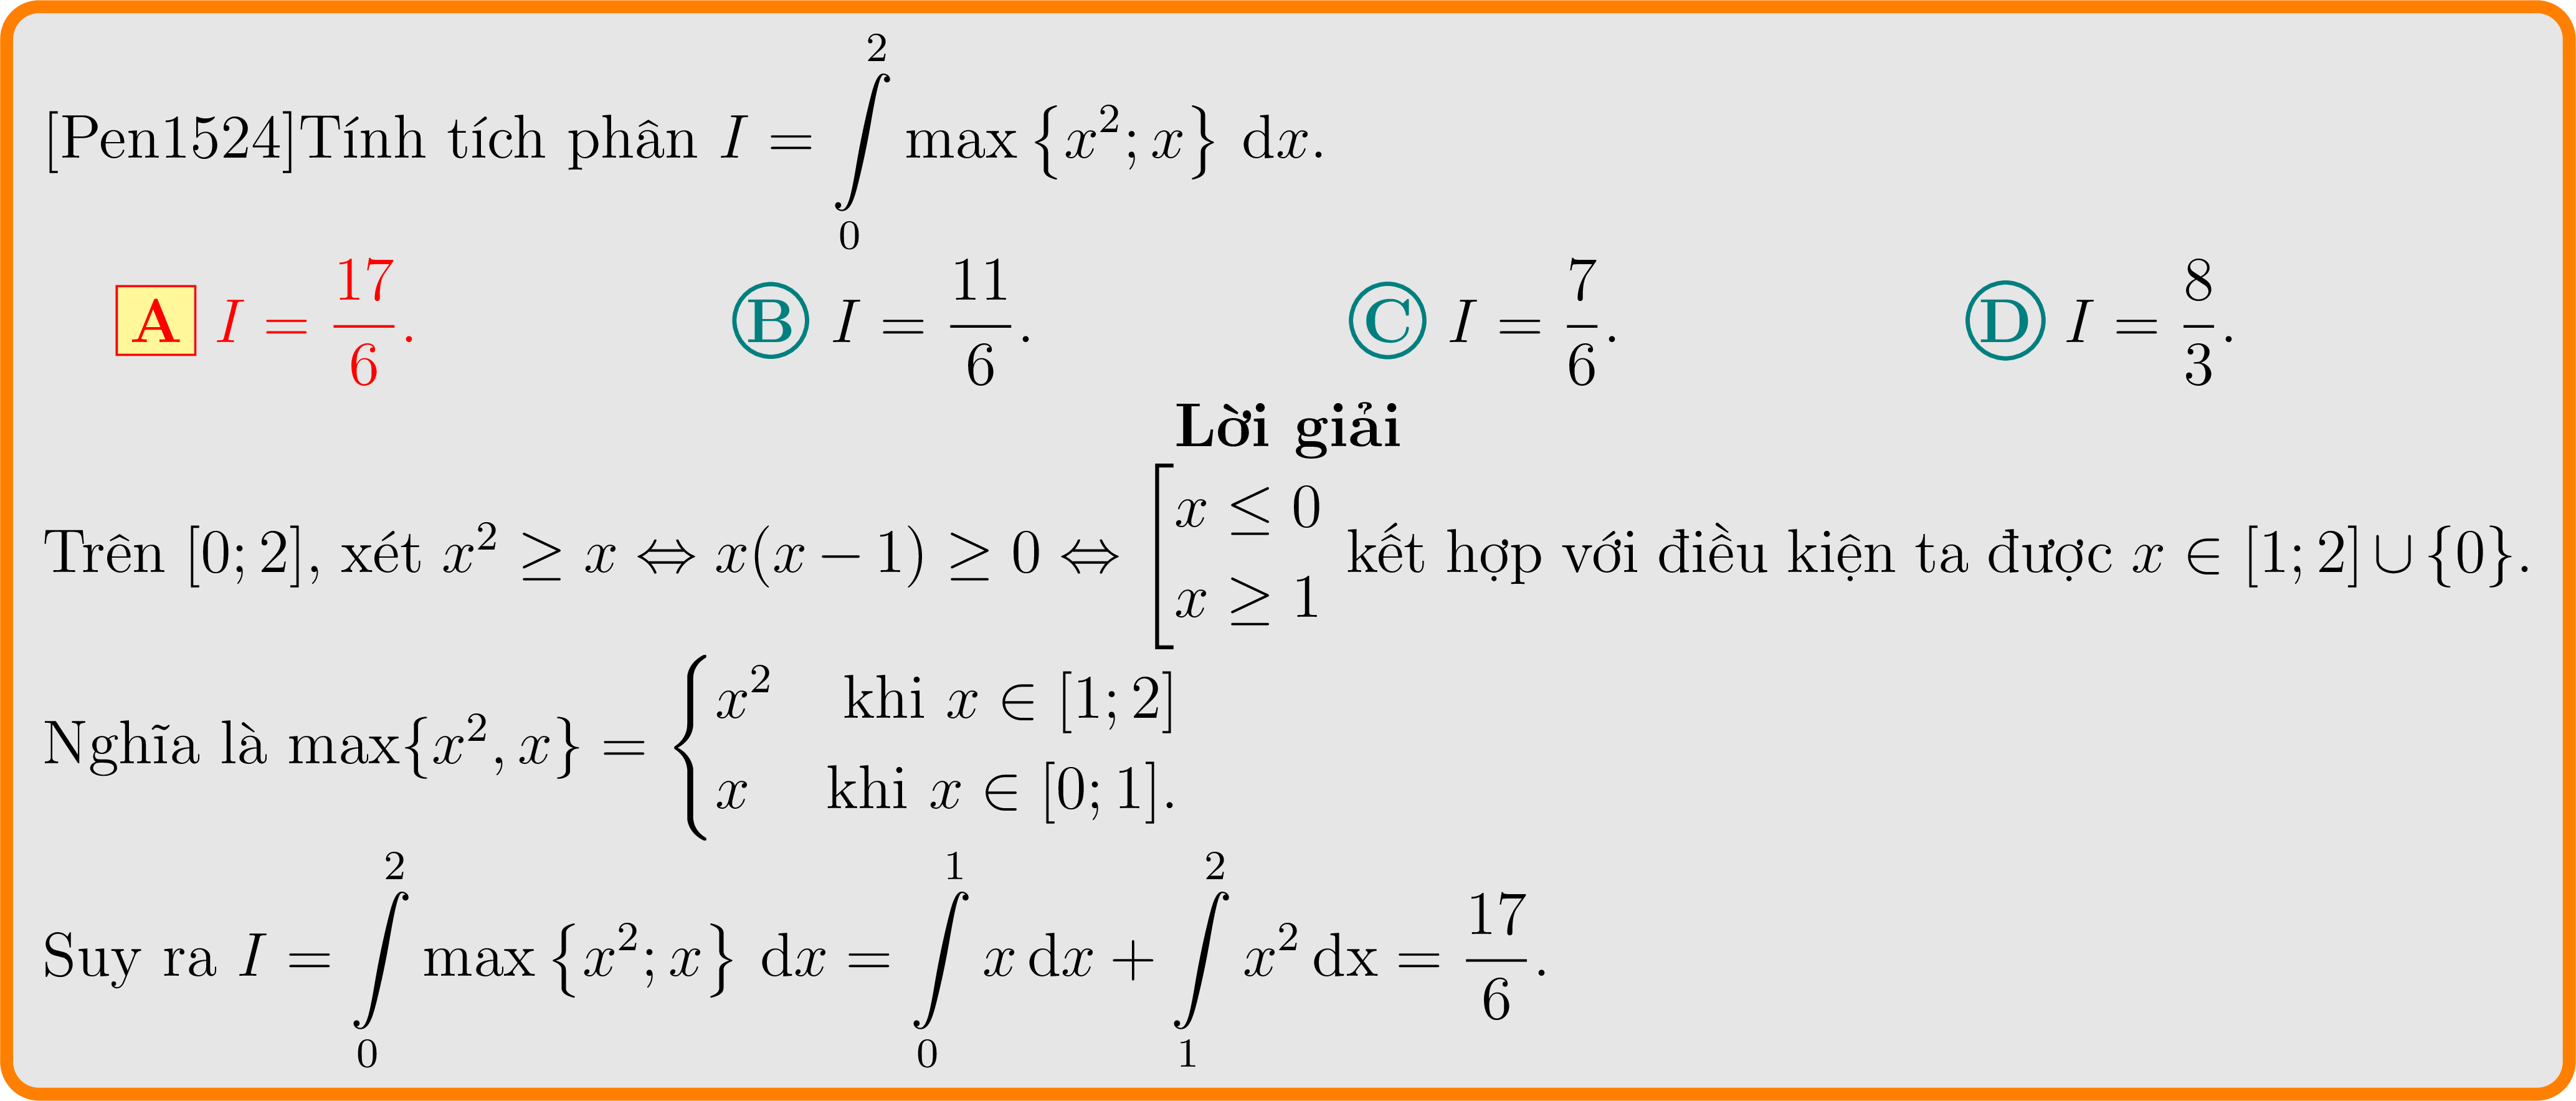 [Pen1524]Tính tích phân $I = \int\limits_0^2 \max\{x^2; x\}\ \mathrm{d}x$.
A $I = \frac{17}{6}$. B $I = \frac{11}{6}$. C $I = \frac{7}{6}$. D $I = \frac{8}{3}$.
Lời giải
Trên $[0; 2]$, xét $x^2 \geq x \Leftrightarrow x(x-1) \geq 0 \Leftrightarrow \left[\begin{array}{l} x \leq 0 \\ x \geq 1 \end{array}\right.$ kết hợp với điều kiện ta được $x \in [1; 2] \cup \{0\}$.
Nghĩa là $\max\{x^2, x\} = \begin{cases} x^2 & \text{khi } x \in [1; 2] \\ x & \text{khi } x \in [0; 1]. \end{cases}$
Suy ra $I = \int\limits_0^2 \max\{x^2; x\}\ \mathrm{d}x = \int\limits_0^1 x\,\mathrm{d}x + \int\limits_1^2 x^2\,\mathrm{dx} = \frac{17}{6}$.